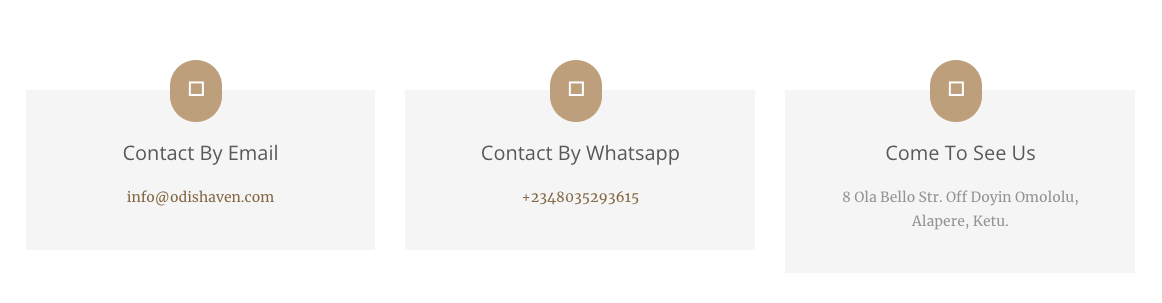 Contact By Email
info@odishaven.com
Contact By Whatsapp
+2348035293615
Come To See Us
8 Ola Bello Str. Off Doyin Omololu,
Alapere, Ketu.